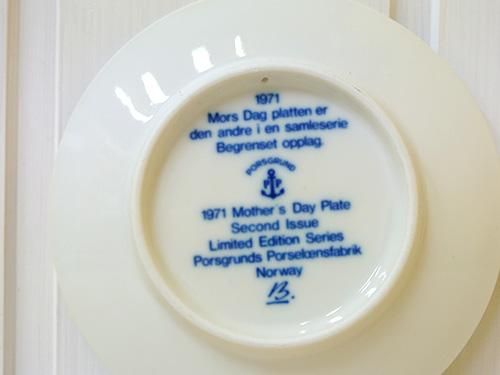 1971
Mors Dag platten er
den andre i en samleserie
Begrenset opplag.
PORSGRUND
P P
1971 Mother's Day Plate
Second Issue
Limited Edition Series
Porsgrunds Porselænsfabrik
Norway
B.